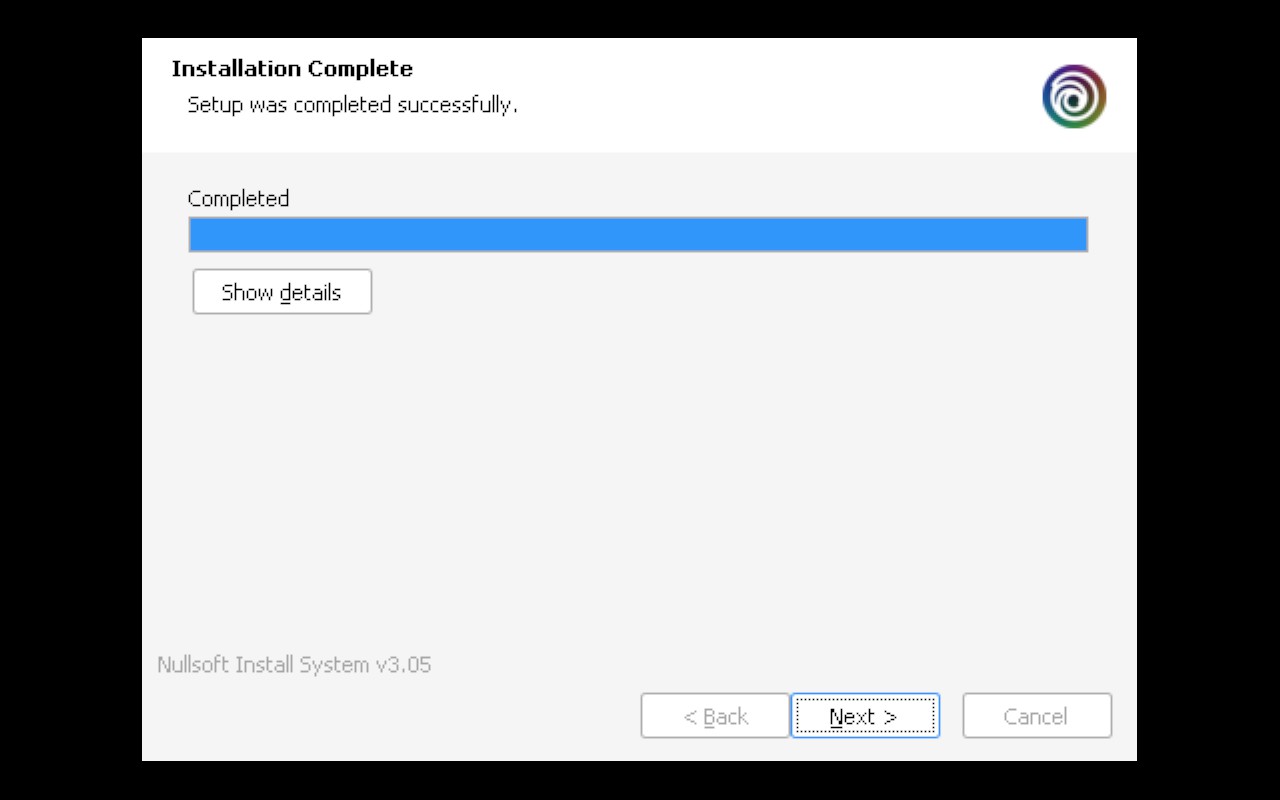 Installation Complete
Setup was completed successfully.
Completed
Show details
Nullsoft Install System v3.05
< Back
Next >
Cancel